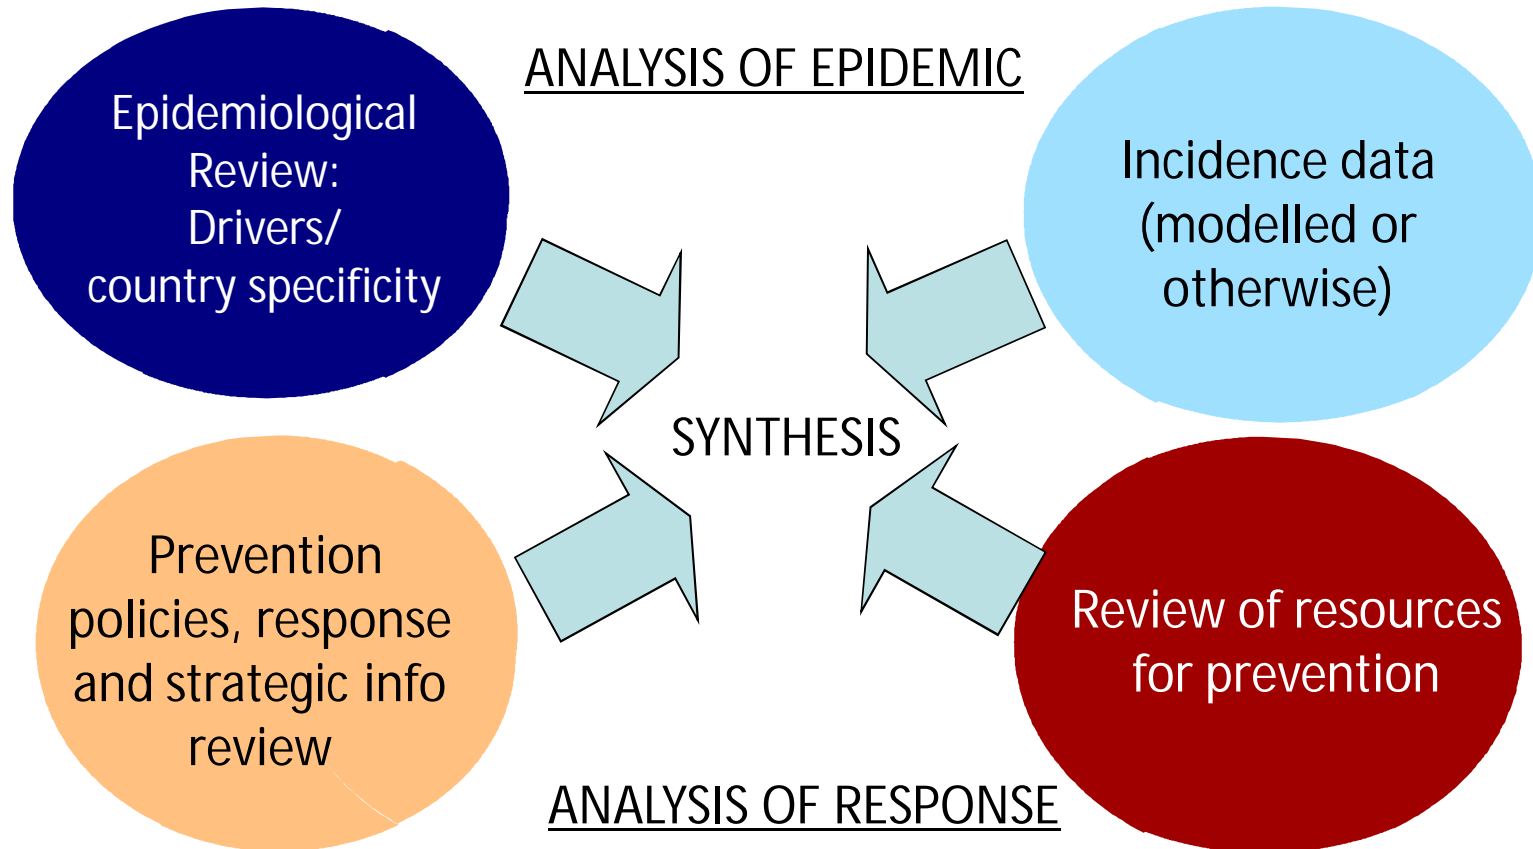 ANALYSIS OF EPIDEMIC
Epidemiological
Review:
Drivers/
country specificity
Incidence data
(modelled or
otherwise)
SYNTHESIS
Prevention
policies, response
and strategic info
review
Review of resources
for prevention
ANALYSIS OF RESPONSE